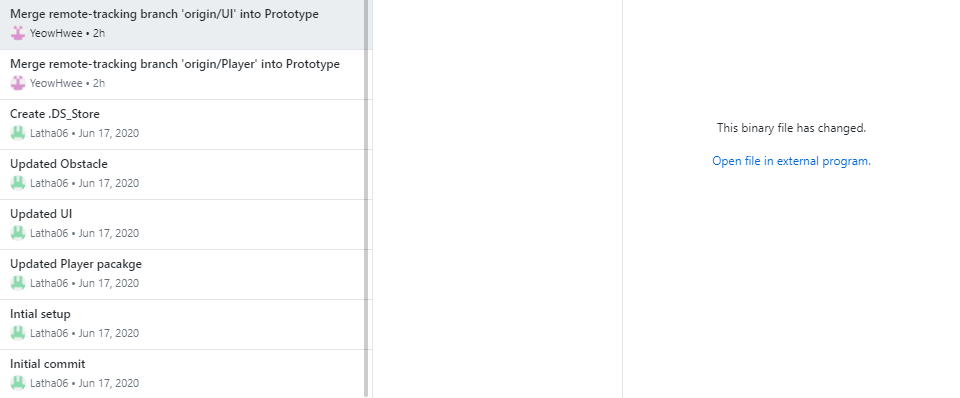 Merge remote-tracking branch 'origin/UI' into Prototype
YeowHwee • 2h
Merge remote-tracking branch 'origin/Player' into Prototype
YeowHwee • 2h
Create .DS_Store
Latha06 • Jun 17, 2020
Updated Obstacle
Latha06 • Jun 17, 2020
Updated UI
Latha06 • Jun 17, 2020
Updated Player pacakge
Latha06 • Jun 17, 2020
Intial setup
Latha06 • Jun 17, 2020
Initial commit
Latha06 • Jun 17, 2020
This binary file has changed.
Open file in external program.